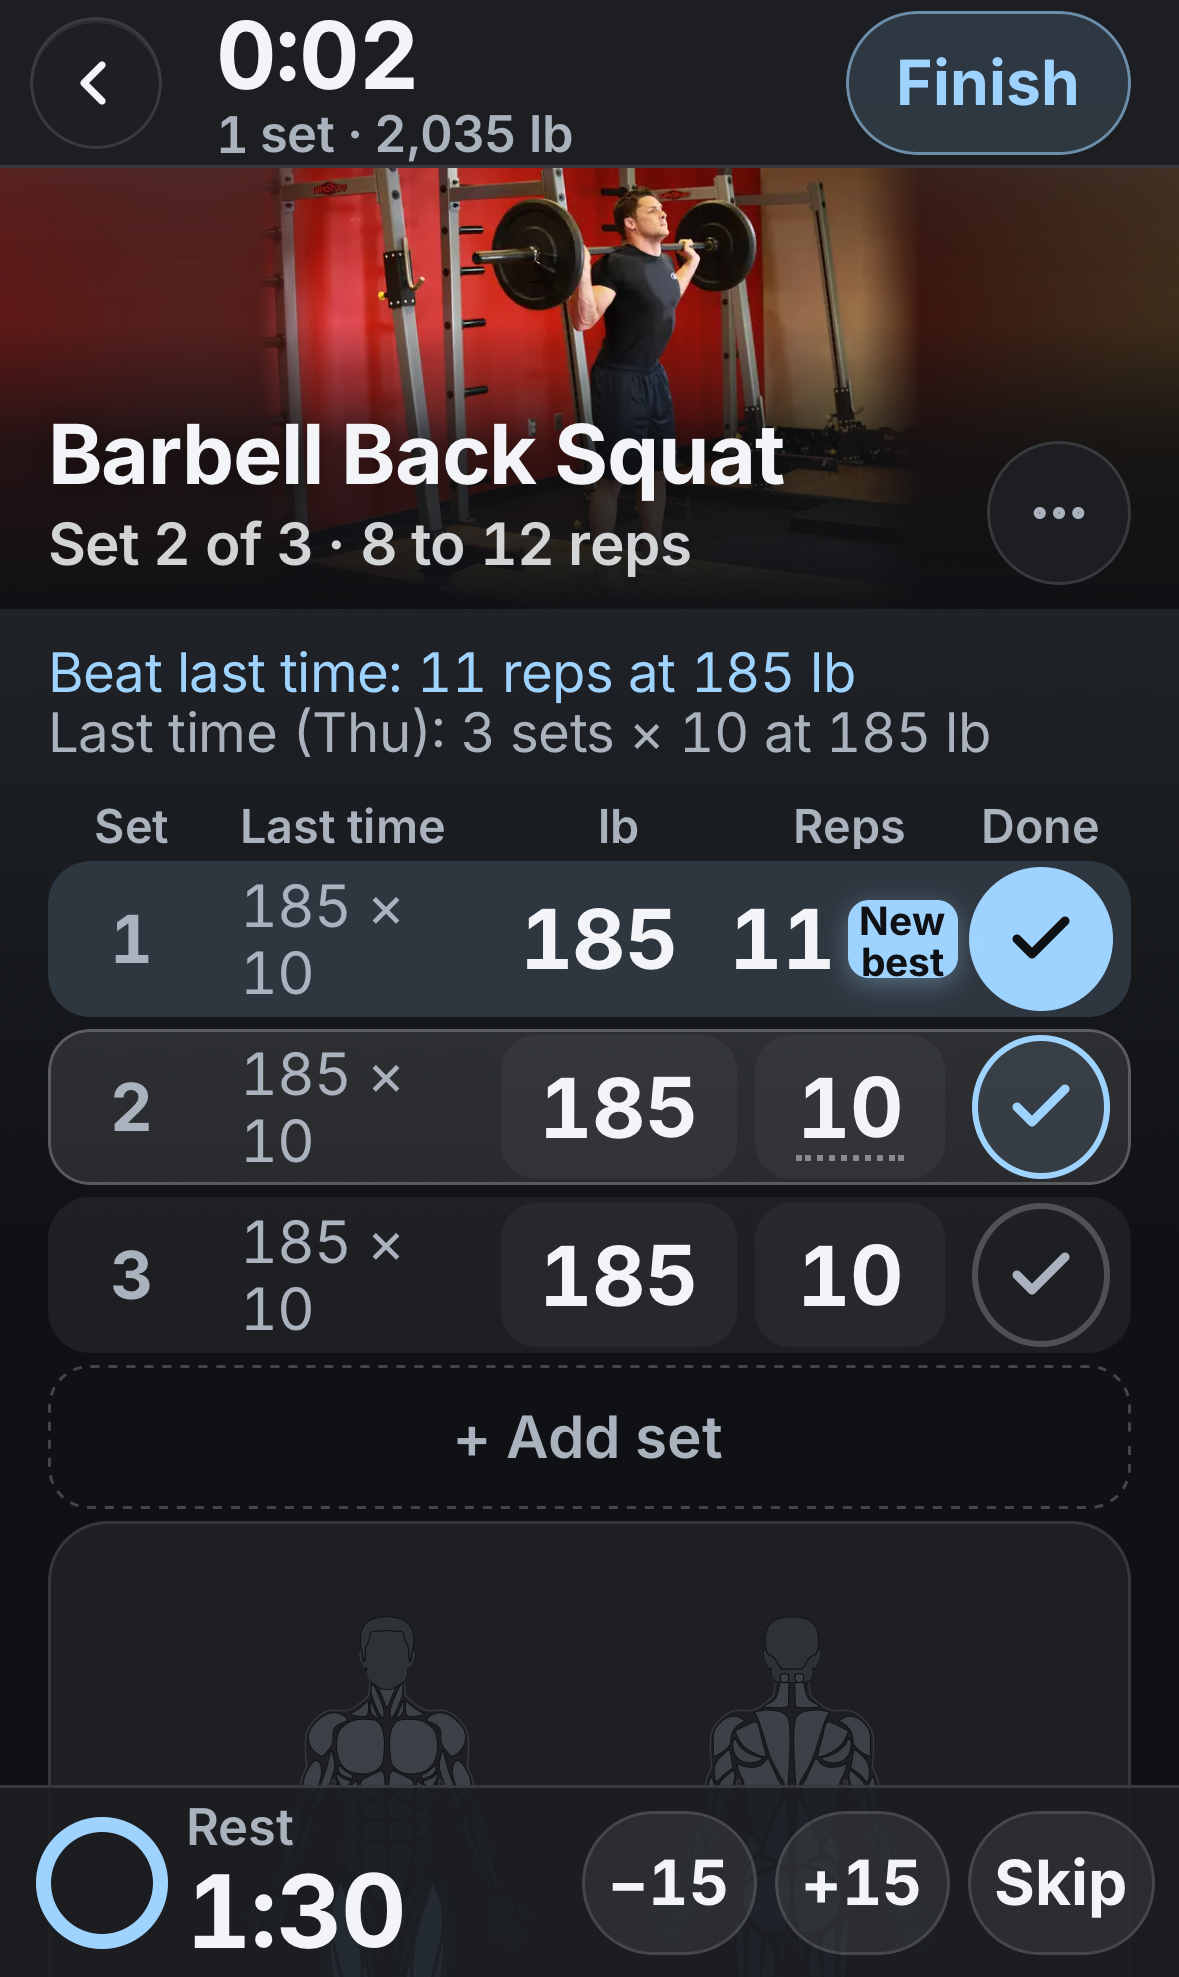 0:02
Finish
1 set · 2,035 lb
Barbell Back Squat
Set 2 of 3 · 8 to 12 reps
Beat last time: 11 reps at 185 lb
Last time (Thu): 3 sets × 10 at 185 lb
Set Last time lb Reps Done
1 185 × 10 185 11 New best
2 185 × 10 185 10
3 185 × 10 185 10
+ Add set
Rest
1:30 −15 +15 Skip